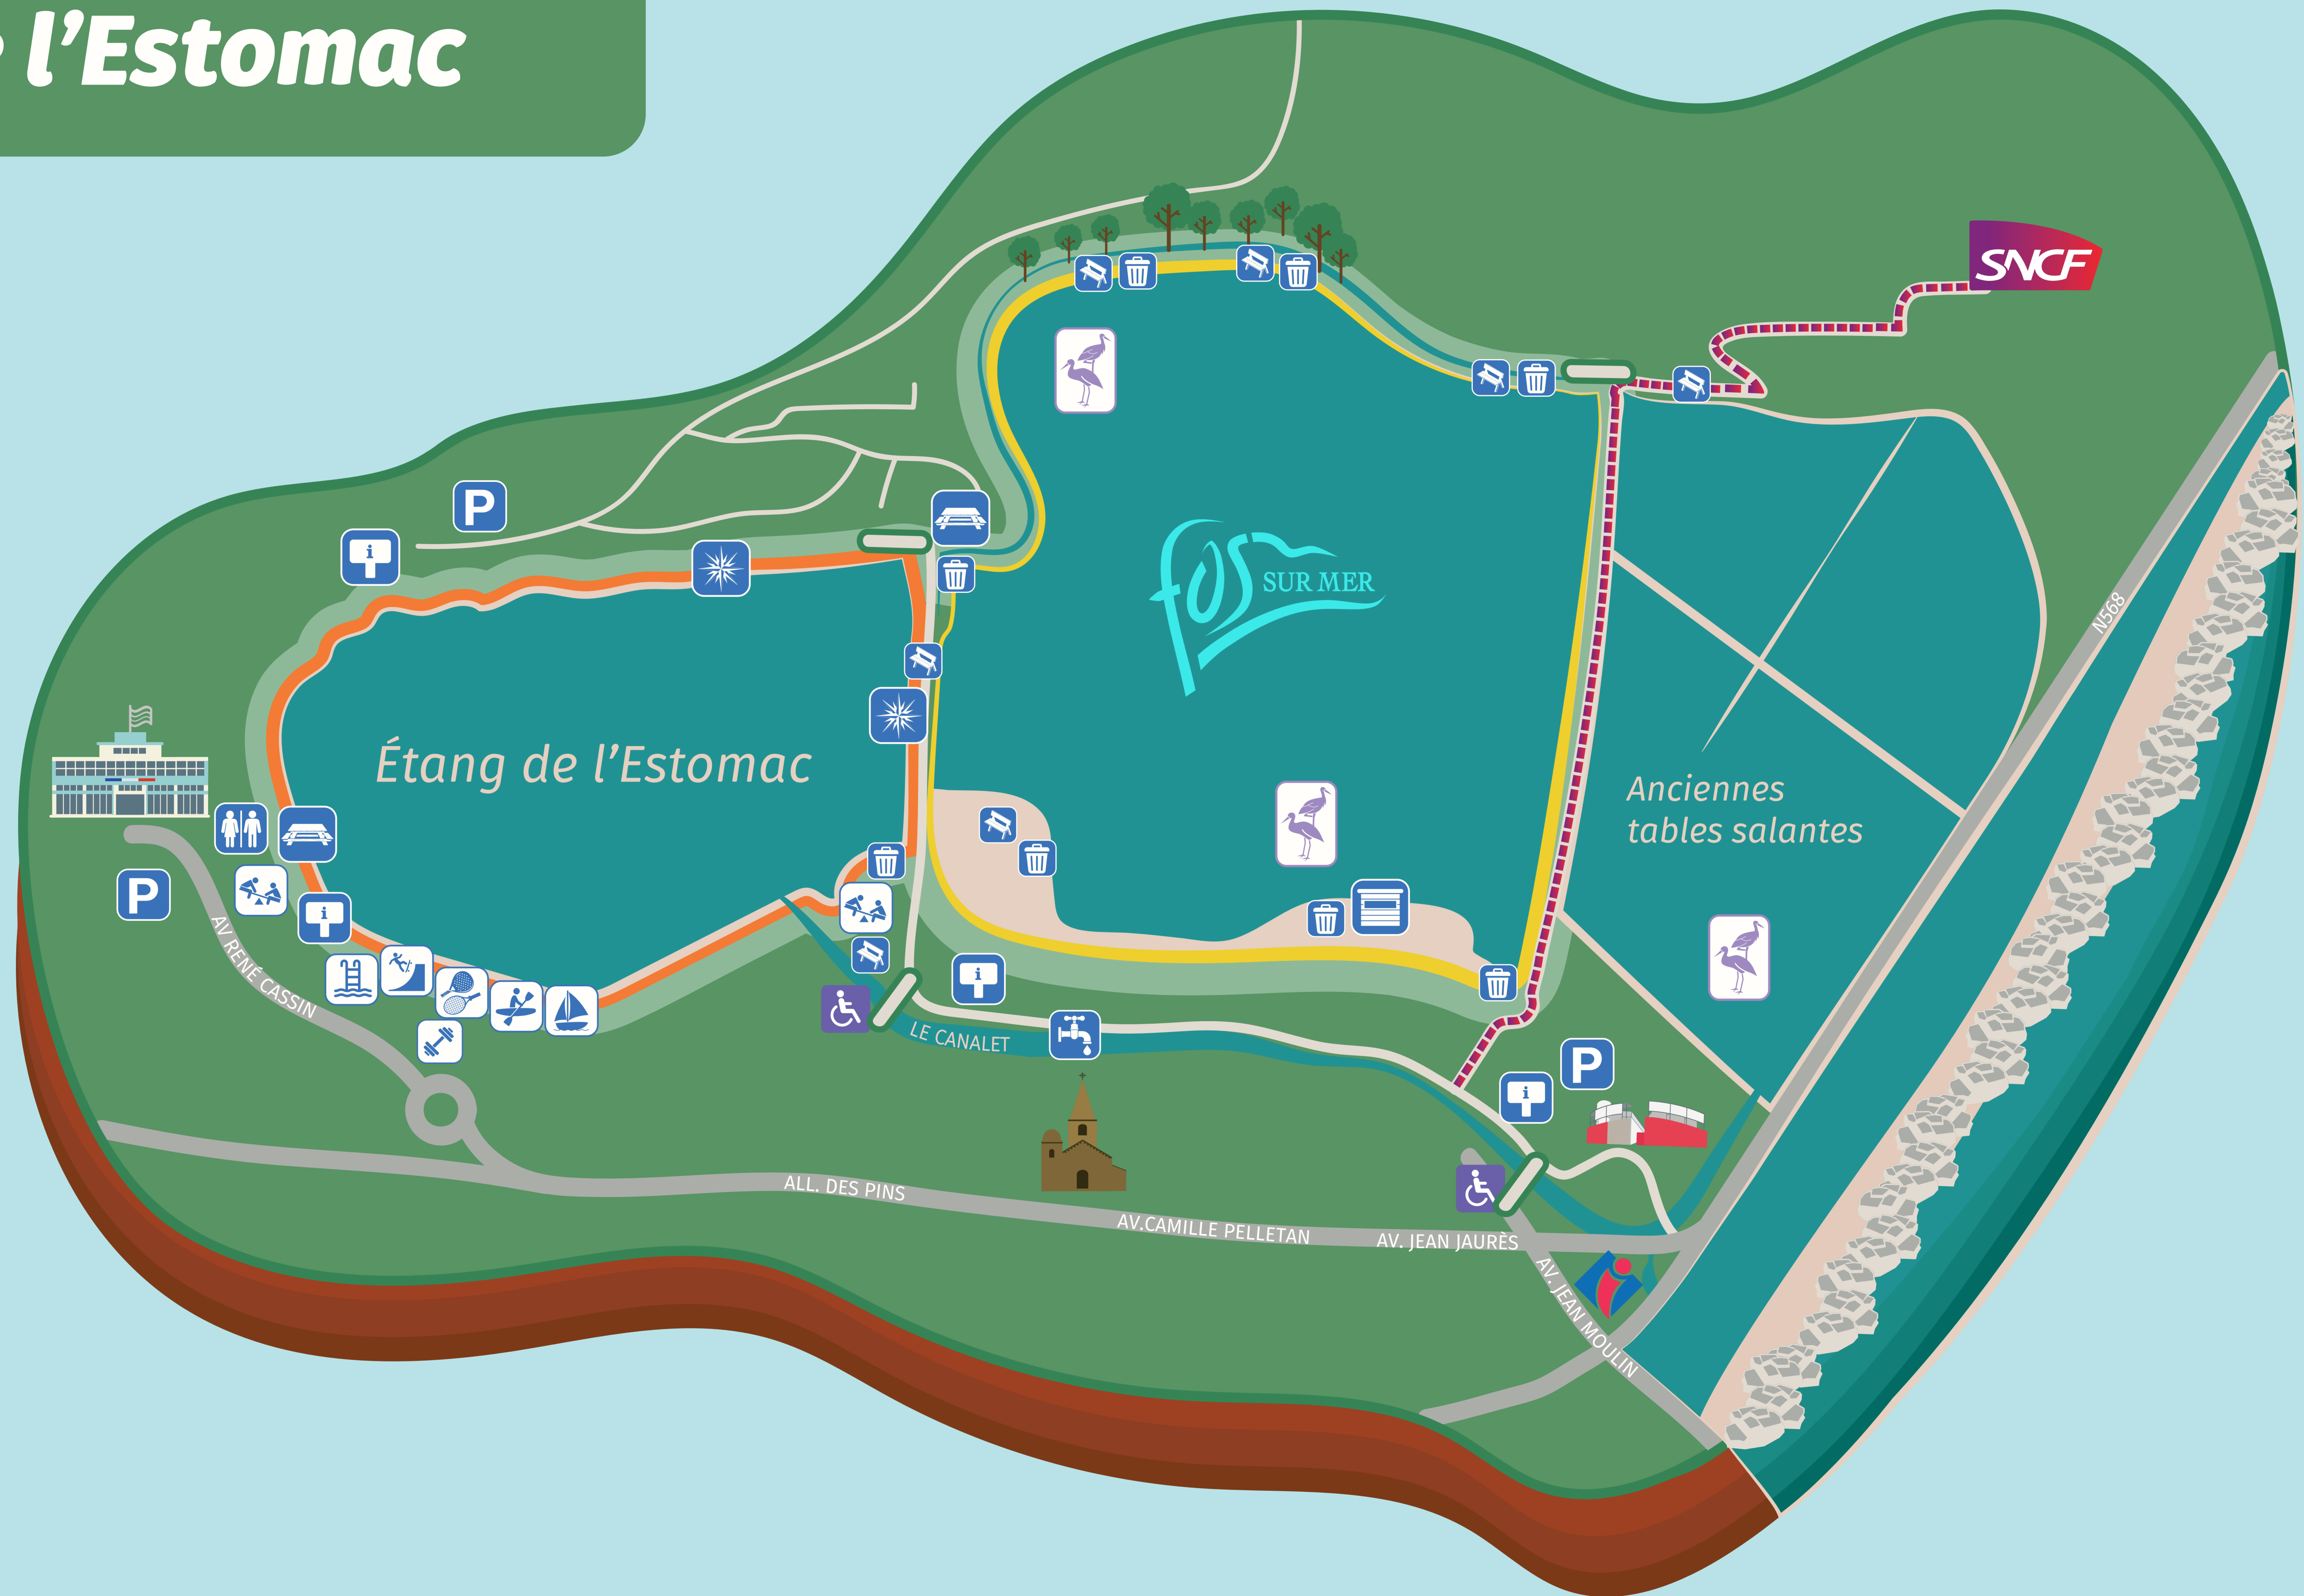 l’Estomac
SNCF
P
i
FOS
SUR MER
N568
Étang de l’Estomac
Anciennes
tables salantes
P
i
AV RENÉ CASSIN
i
LE CANALET
P
i
ALL. DES PINS
AV.CAMILLE PELLETAN
AV. JEAN JAURÈS
AV. JEAN MOULIN